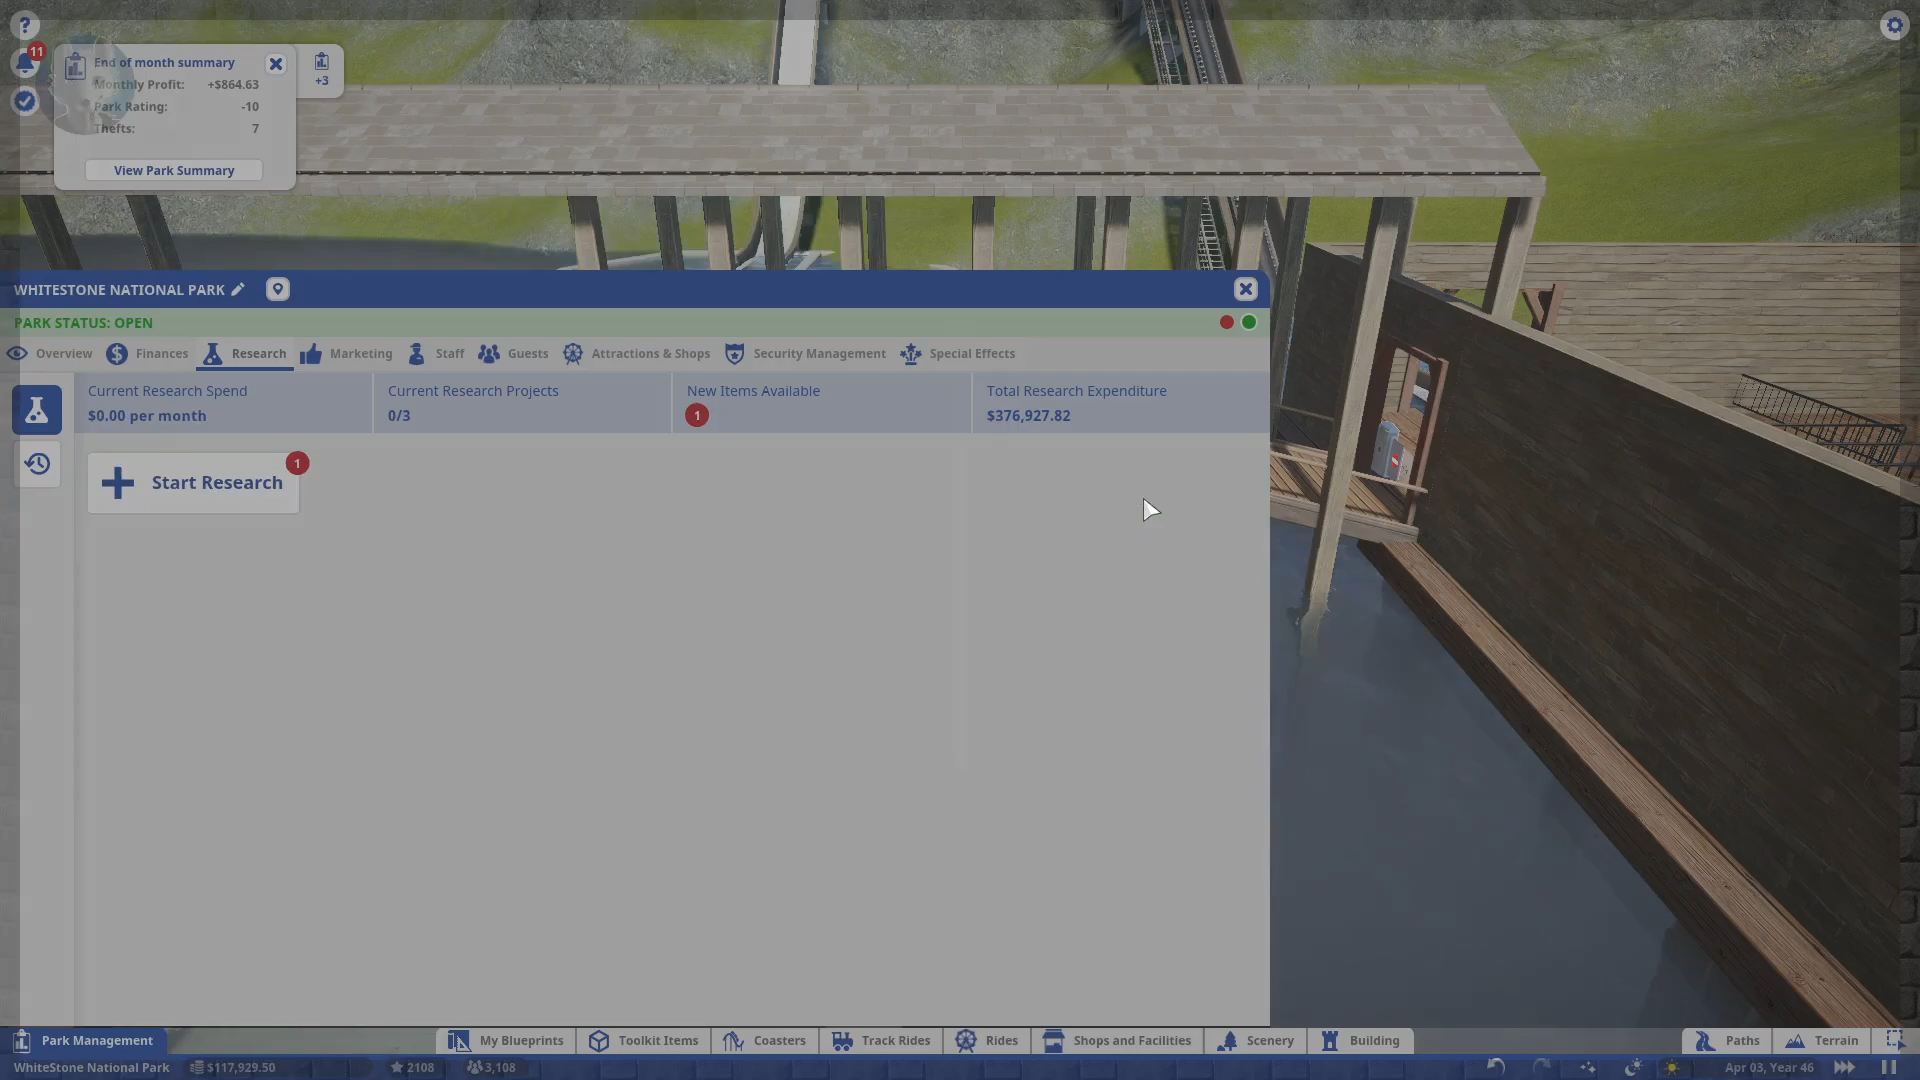 ?
11
End of month summary
Monthly Profit: +$864.63
Park Rating: -10
Thefts: 7
View Park Summary
+3
WHITESTONE NATIONAL PARK
PARK STATUS: OPEN
Overview
Finances
Research
Marketing
Staff
Guests
Attractions & Shops
Security Management
Special Effects
Current Research Spend
$0.00 per month
Current Research Projects
0/3
New Items Available
1
Total Research Expenditure
$376,927.82
Start Research
1
Park Management
My Blueprints
Toolkit Items
Coasters
Track Rides
Rides
Shops and Facilities
Scenery
Building
Paths
Terrain
WhiteStone National Park
$117,929.50
2108
3,108
Apr 03, Year 46